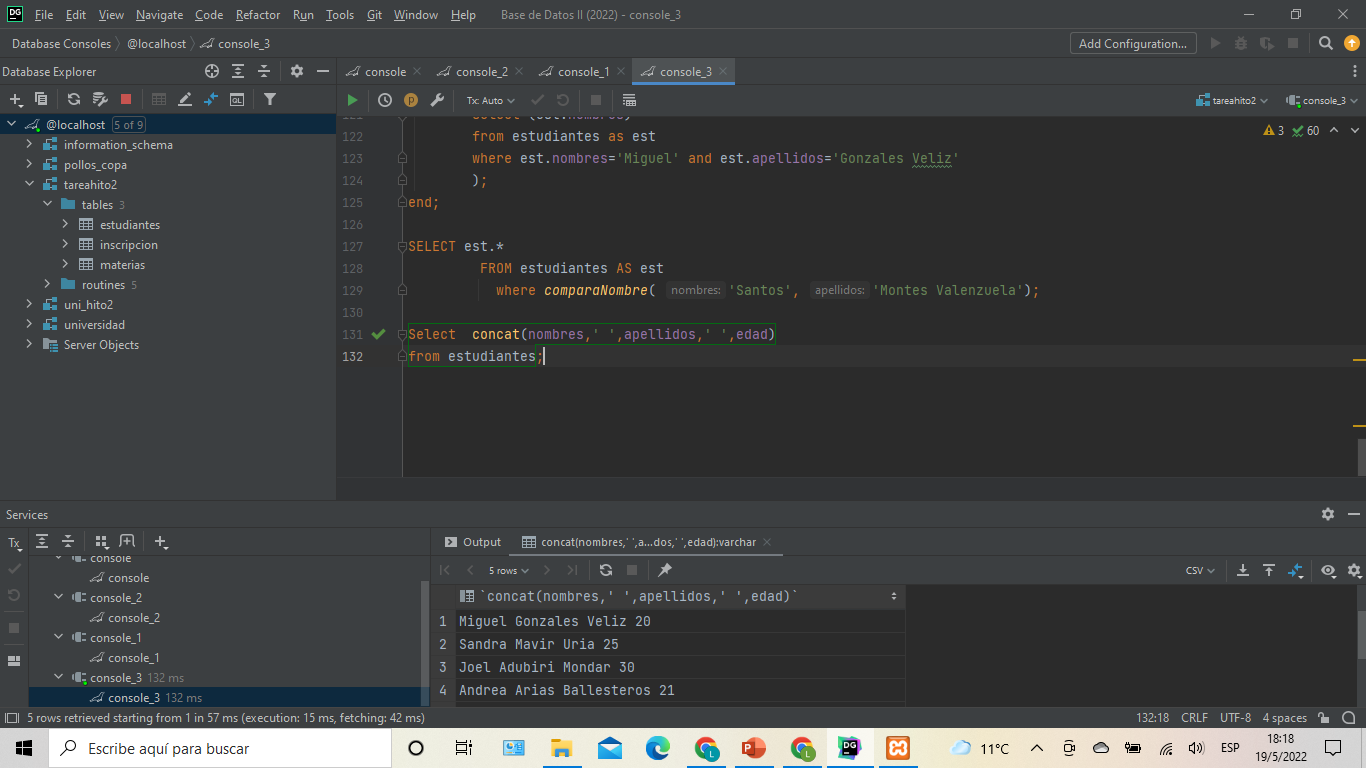 DG File Edit View Navigate Code Refactor Run Tools Git Window Help Base de Datos II (2022) - console_3
Database Consoles @localhost console_3 Add Configuration...
Database Explorer console console_2 console_1 console_3
QL Tx: Auto tareahito2 console_3
@localhost 5 of 9
information_schema
pollos_copa
tareahito2
tables 3
estudiantes
inscripcion
materias
routines 5
uni_hito2
universidad
Server Objects
3 60
122 from estudiantes as est
123 where est.nombres='Miguel' and est.apellidos='Gonzales Veliz'
124 );
125 end;
126
127 SELECT est.*
128 FROM estudiantes AS est
129 where comparaNombre( nombres: 'Santos', apellidos: 'Montes Valenzuela');
130
131 Select concat(nombres,' ',apellidos,' ',edad)
132 from estudiantes;
Services
Tx
console
console
console_2
console_2
console_1
console_1
console_3 132 ms
console_3 132 ms
Output concat(nombres,' ',a...dos,' ',edad):varchar
5 rows CSV
`concat(nombres,' ',apellidos,' ',edad)`
1 Miguel Gonzales Veliz 20
2 Sandra Mavir Uria 25
3 Joel Adubiri Mondar 30
4 Andrea Arias Ballesteros 21
5 rows retrieved starting from 1 in 57 ms (execution: 15 ms, fetching: 42 ms) 132:18 CRLF UTF-8 4 spaces
Escribe aquí para buscar DG 11°C ESP 18:18
19/5/2022